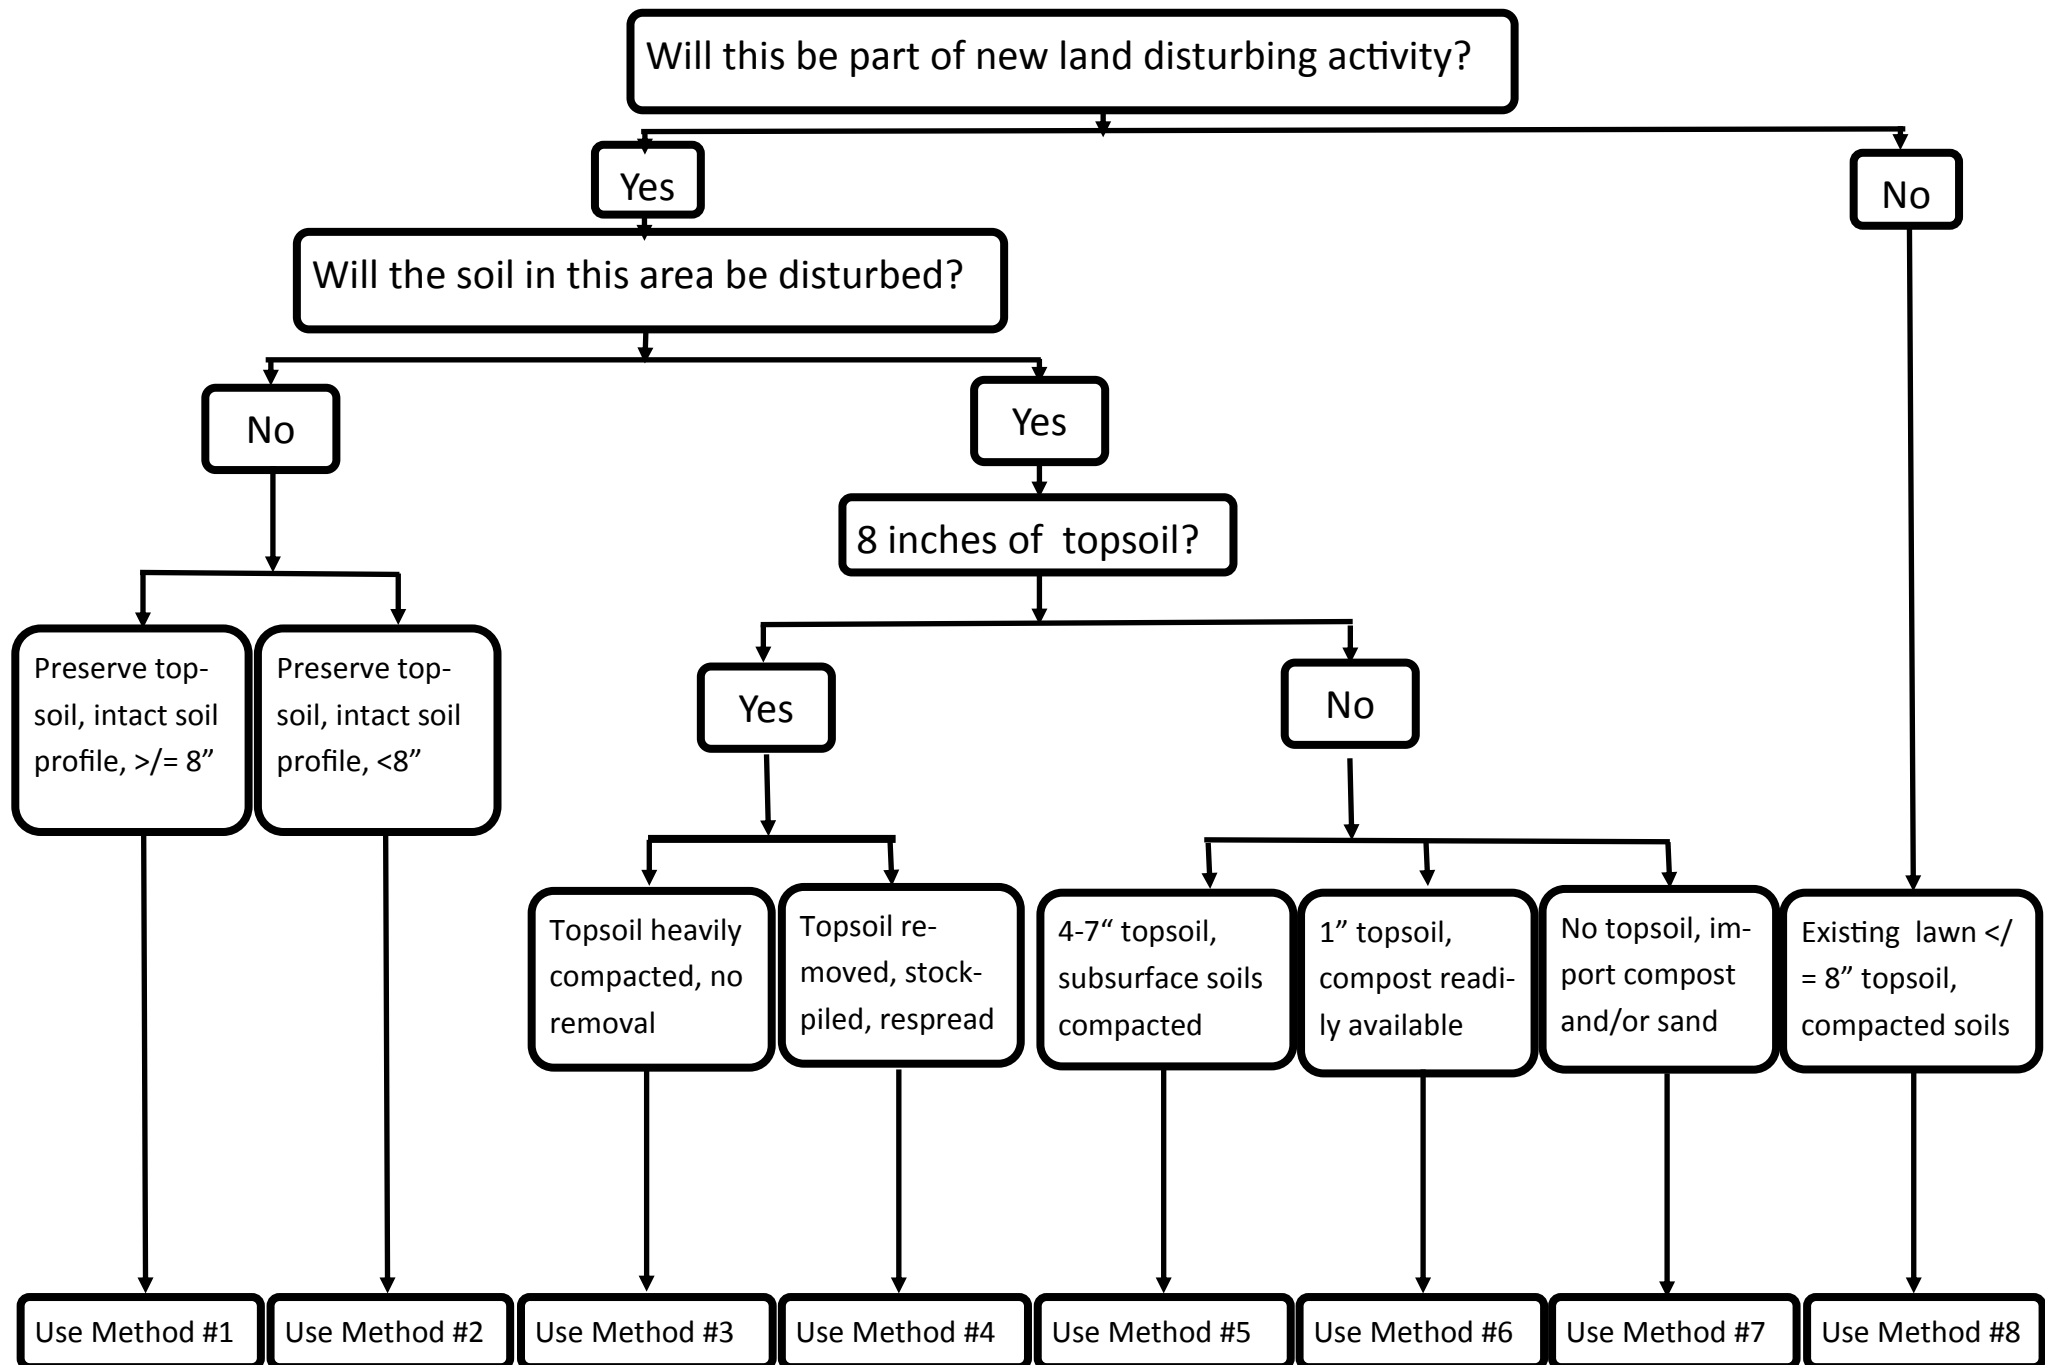 Will this be part of new land disturbing activity?
Yes
No
Will the soil in this area be disturbed?
No
Yes
8 inches of  topsoil?
Yes
No
Preserve top-
soil, intact soil
profile, >/= 8”
Preserve top-
soil, intact soil
profile, <8”
Topsoil heavily
compacted, no
removal
Topsoil re-
moved, stock-
piled, respread
4-7“ topsoil,
subsurface soils
compacted
1” topsoil,
compost readi-
ly available
No topsoil, im-
port compost
and/or sand
Existing  lawn </
= 8” topsoil,
compacted soils
Use Method #1
Use Method #2
Use Method #3
Use Method #4
Use Method #5
Use Method #6
Use Method #7
Use Method #8